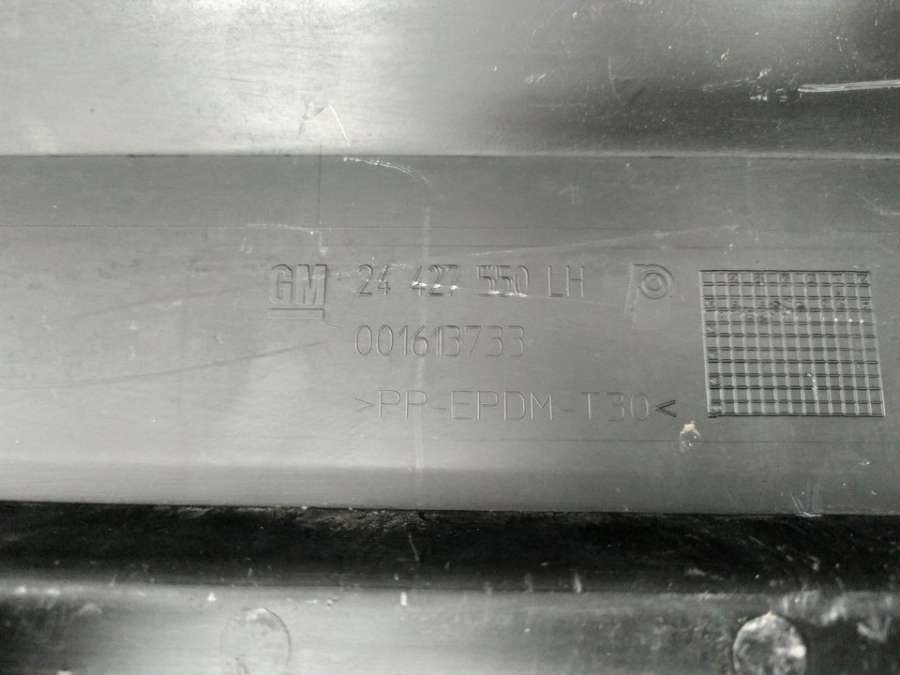 GM 24 427 550 LH P
001613733
>PP-EPDM-T30<